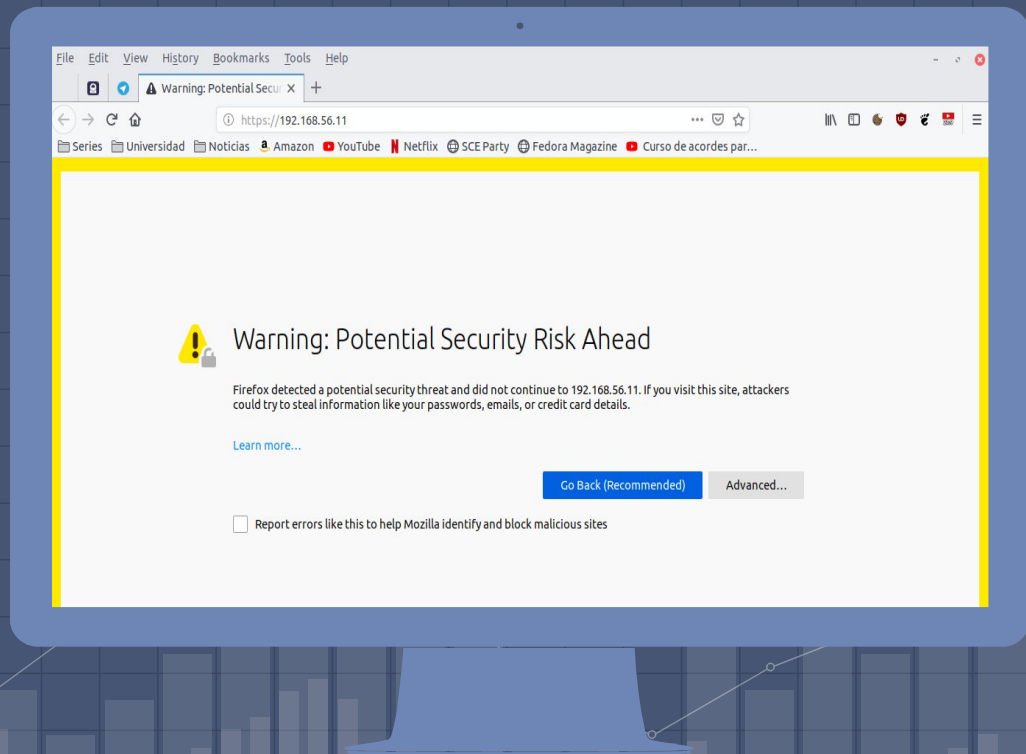 File Edit View History Bookmarks Tools Help
Warning: Potential Secur
https://192.168.56.11
Series Universidad Noticias Amazon YouTube Netflix SCE Party Fedora Magazine Curso de acordes par...
Warning: Potential Security Risk Ahead
Firefox detected a potential security threat and did not continue to 192.168.56.11. If you visit this site, attackers
could try to steal information like your passwords, emails, or credit card details.
Learn more...
Go Back (Recommended) Advanced...
Report errors like this to help Mozilla identify and block malicious sites